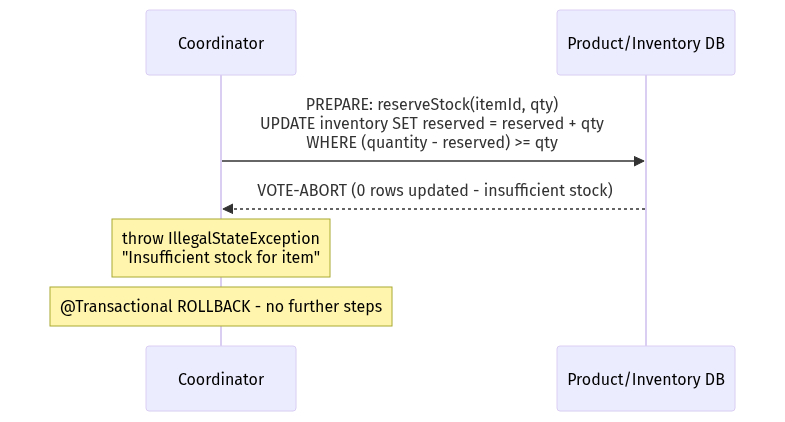 Coordinator
Product/Inventory DB
PREPARE: reserveStock(itemId, qty)
UPDATE inventory SET reserved = reserved + qty
WHERE (quantity - reserved) >= qty
VOTE-ABORT (0 rows updated - insufficient stock)
throw IllegalStateException
"Insufficient stock for item"
@Transactional ROLLBACK - no further steps
Coordinator
Product/Inventory DB